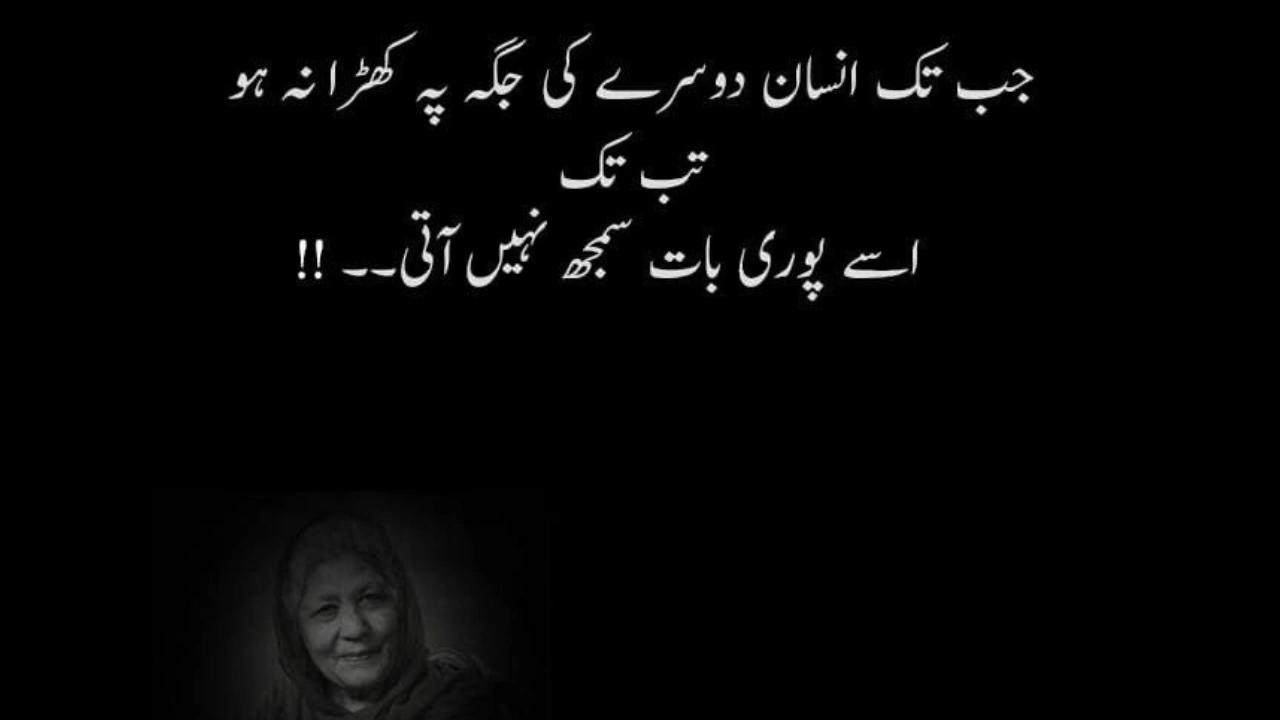 جب تک انسان دوسرے کی جگہ پہ کھڑا نہ ہو
تب تک
اسے پوری بات سمجھ نہیں آتی۔۔ !!